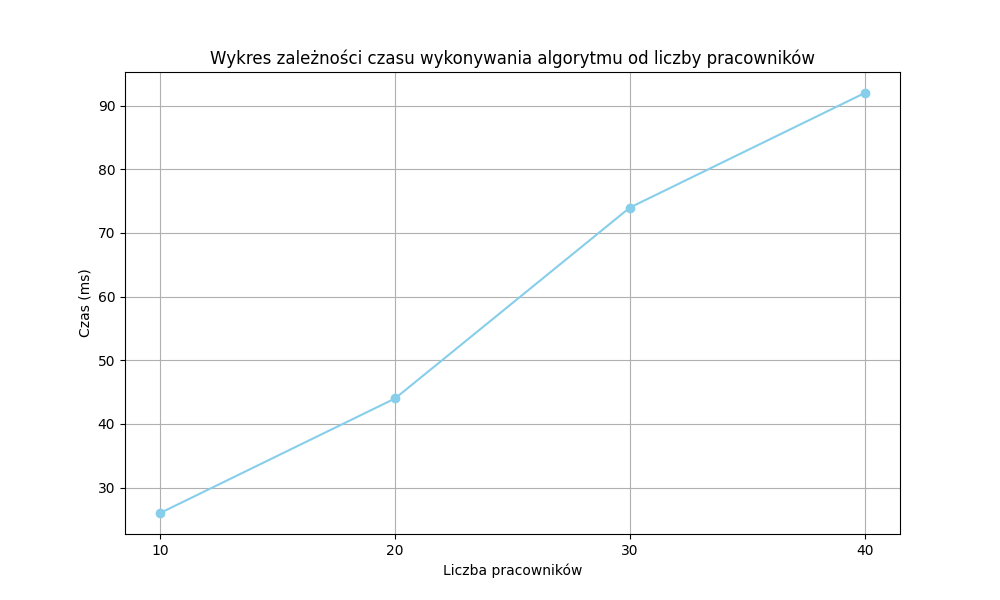 Wykres zależności czasu wykonywania algorytmu od liczby pracowników
90
80
70
60
50
40
30
Czas (ms)
10 20 30 40
Liczba pracowników